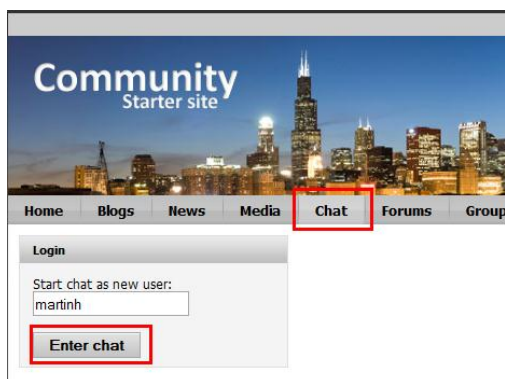 Community
Starter site
Home Blogs News Media Chat Forums Group
Login
Start chat as new user:
martinh
Enter chat